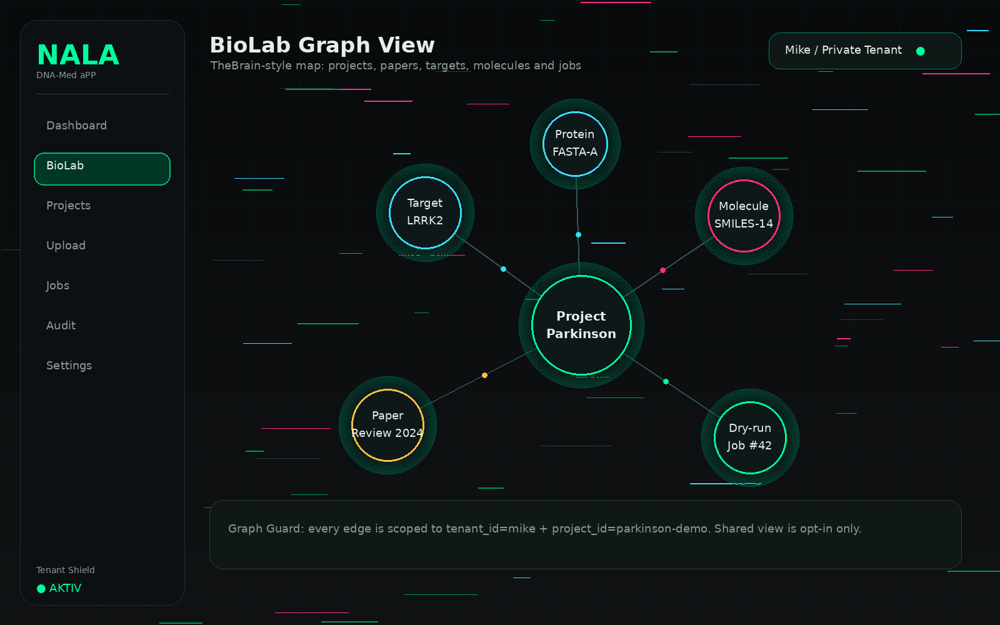 NALA
DNA-Med aPP
Dashboard
BioLab
Projects
Upload
Jobs
Audit
Settings
Tenant Shield
AKTIV
BioLab Graph View
TheBrain-style map: projects, papers, targets, molecules and jobs
Mike / Private Tenant
Protein
FASTA-A
Target
LRRK2
Molecule
SMILES-14
Project
Parkinson
Paper
Review 2024
Dry-run
Job #42
Graph Guard: every edge is scoped to tenant_id=mike + project_id=parkinson-demo. Shared view is opt-in only.